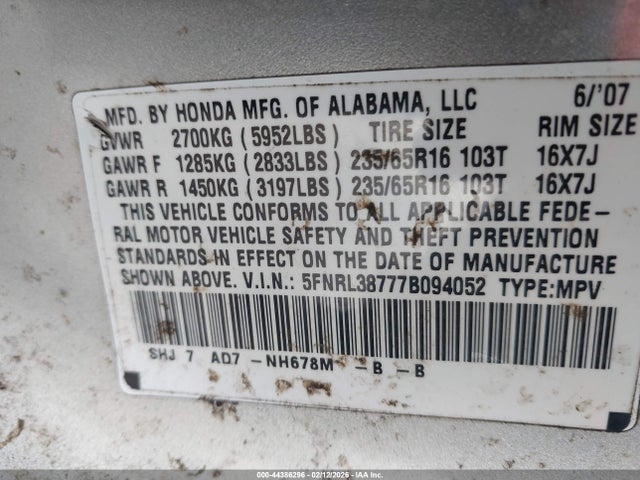 MFD. BY HONDA MFG. OF ALABAMA, LLC 6/'07
GVWR 2700KG (5952LBS) TIRE SIZE RIM SIZE
GAWR F 1285KG (2833LBS) 235/65R16 103T 16X7J
GAWR R 1450KG (3197LBS) 235/65R16 103T 16X7J
THIS VEHICLE CONFORMS TO ALL APPLICABLE FEDE-
RAL MOTOR VEHICLE SAFETY AND THEFT PREVENTION
STANDARDS IN EFFECT ON THE DATE OF MANUFACTURE
SHOWN ABOVE. V.I.N.: 5FNRL38777B094052 TYPE:MPV
SHJ 7 AD7 -NH678M -B -B
000-44386296 - 02/12/2026 - IAA Inc.